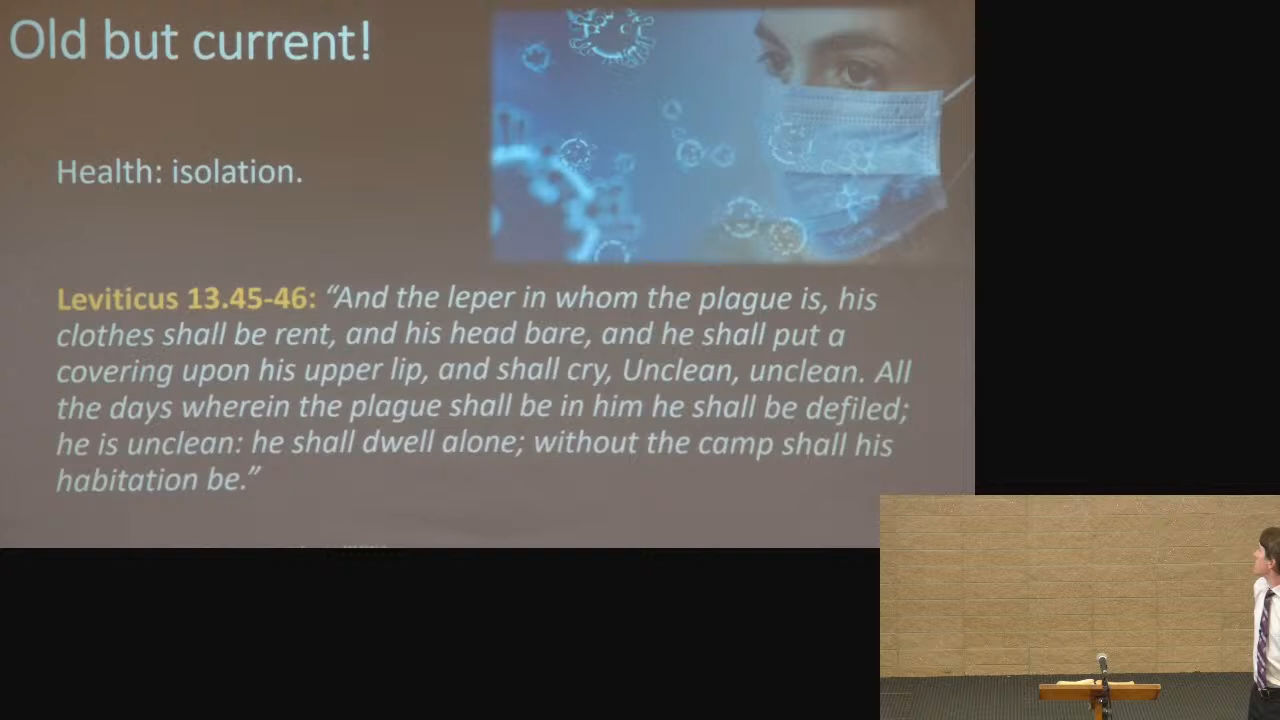 Old but current!
Health: isolation.
Leviticus 13.45-46: “And the leper in whom the plague is, his
clothes shall be rent, and his head bare, and he shall put a
covering upon his upper lip, and shall cry, Unclean, unclean. All
the days wherein the plague shall be in him he shall be defiled;
he is unclean: he shall dwell alone; without the camp shall his
habitation be.”